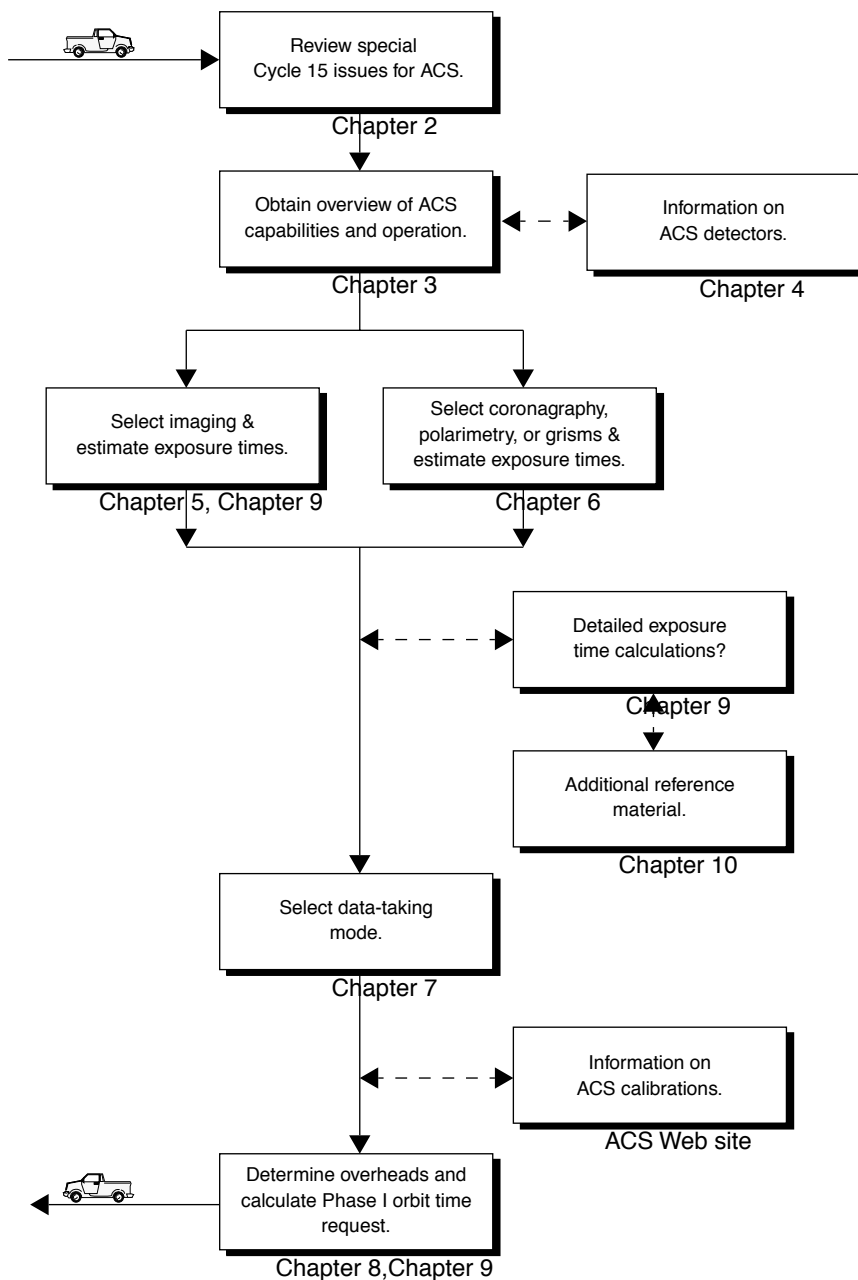 Review special
Cycle 15 issues for ACS.
Chapter 2
Obtain overview of ACS
capabilities and operation.
Chapter 3
Information on
ACS detectors.
Chapter 4
Select imaging &
estimate exposure times.
Chapter 5, Chapter 9
Select coronagraphy,
polarimetry, or grisms &
estimate exposure times.
Chapter 6
Detailed exposure
time calculations?
Chapter 9
Additional reference
material.
Chapter 10
Select data-taking
mode.
Chapter 7
Information on
ACS calibrations.
ACS Web site
Determine overheads and
calculate Phase I orbit time
request.
Chapter 8,Chapter 9